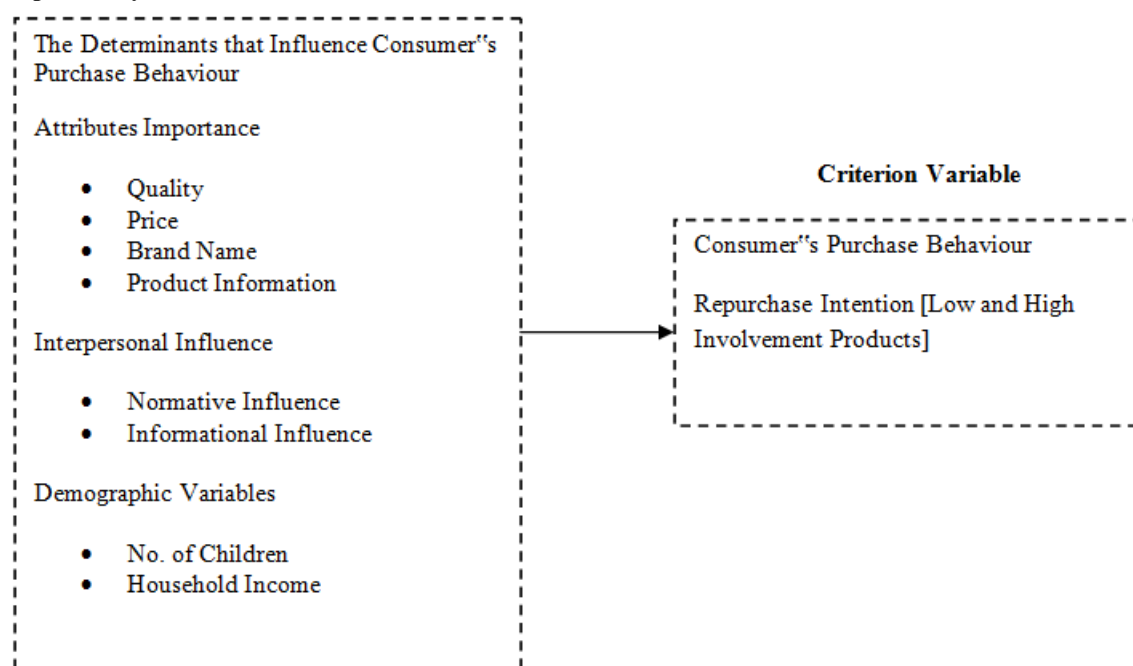 The Determinants that Influence Consumer‟s
Purchase Behaviour
Attributes Importance
• Quality
• Price
• Brand Name
• Product Information
Interpersonal Influence
• Normative Influence
• Informational Influence
Demographic Variables
• No. of Children
• Household Income
Criterion Variable
Consumer‟s Purchase Behaviour
Repurchase Intention [Low and High
Involvement Products]